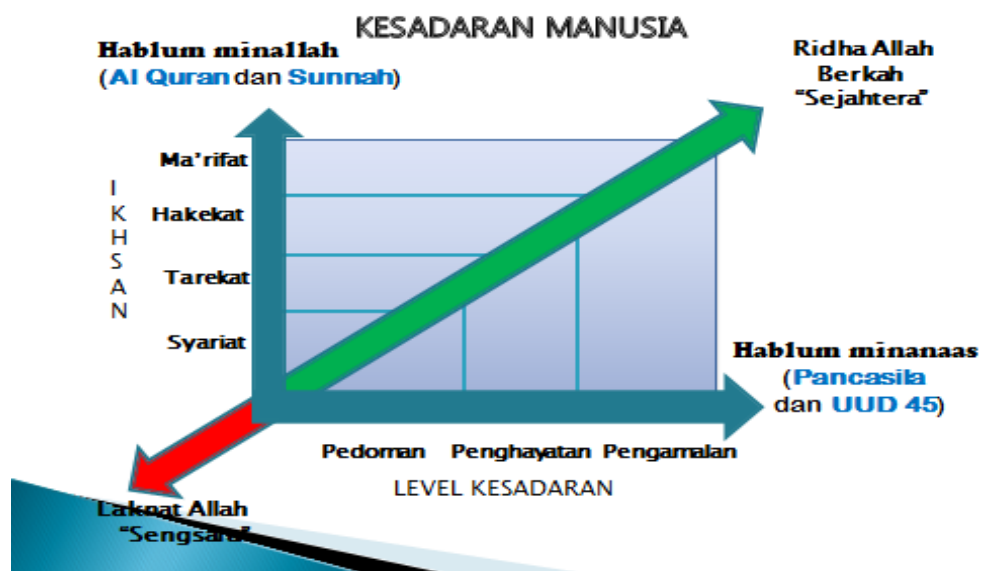 KESADARAN MANUSIA
Hablum minallah
(Al Quran dan Sunnah)
Ridha Allah
Berkah
"Sejahtera"
I
K
H
S
A
N
Ma'rifat
Hakekat
Tarekat
Syariat
Hablum minanaas
(Pancasila
dan UUD 45)
Pedoman Penghayatan Pengamalan
LEVEL KESADARAN
Laknat Allah
"Sengsara"